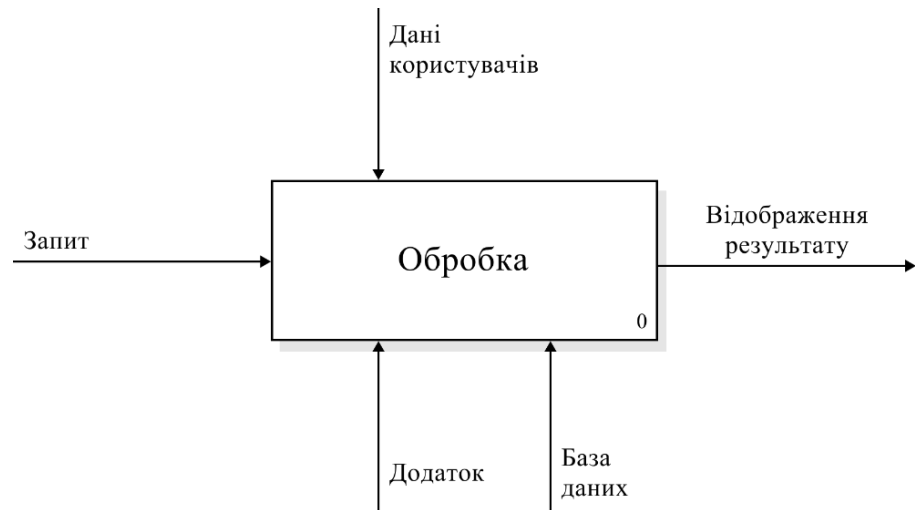 Дані
користувачів
Запит
Обробка
0
Відображення
результату
Додаток
База
даних